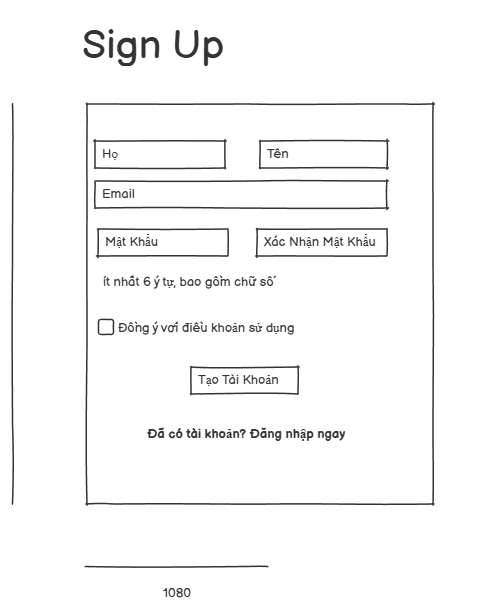 Sign Up
Họ
Tên
Email
Mật Khẩu
Xác Nhận Mật Khẩu
ít nhất 6 ý tự, bao gồm chữ số
Đồng ý với điều khoản sử dụng
Tạo Tài Khoản
Đã có tài khoản? Đăng nhập ngay
1080